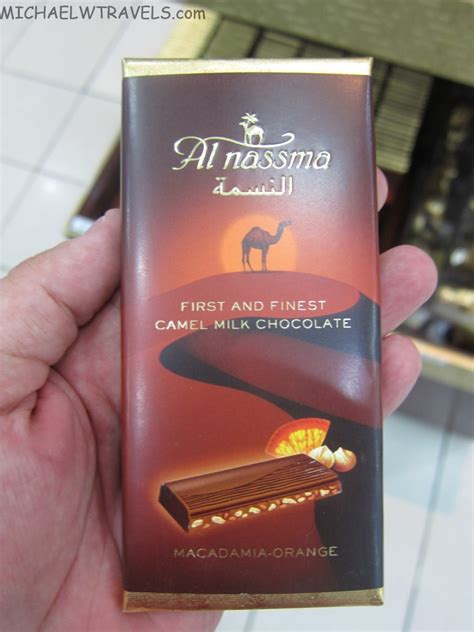 MICHAELWTRAVELS.com
Al nassma
النسمة
FIRST AND FINEST
CAMEL MILK CHOCOLATE
MACADAMIA-ORANGE